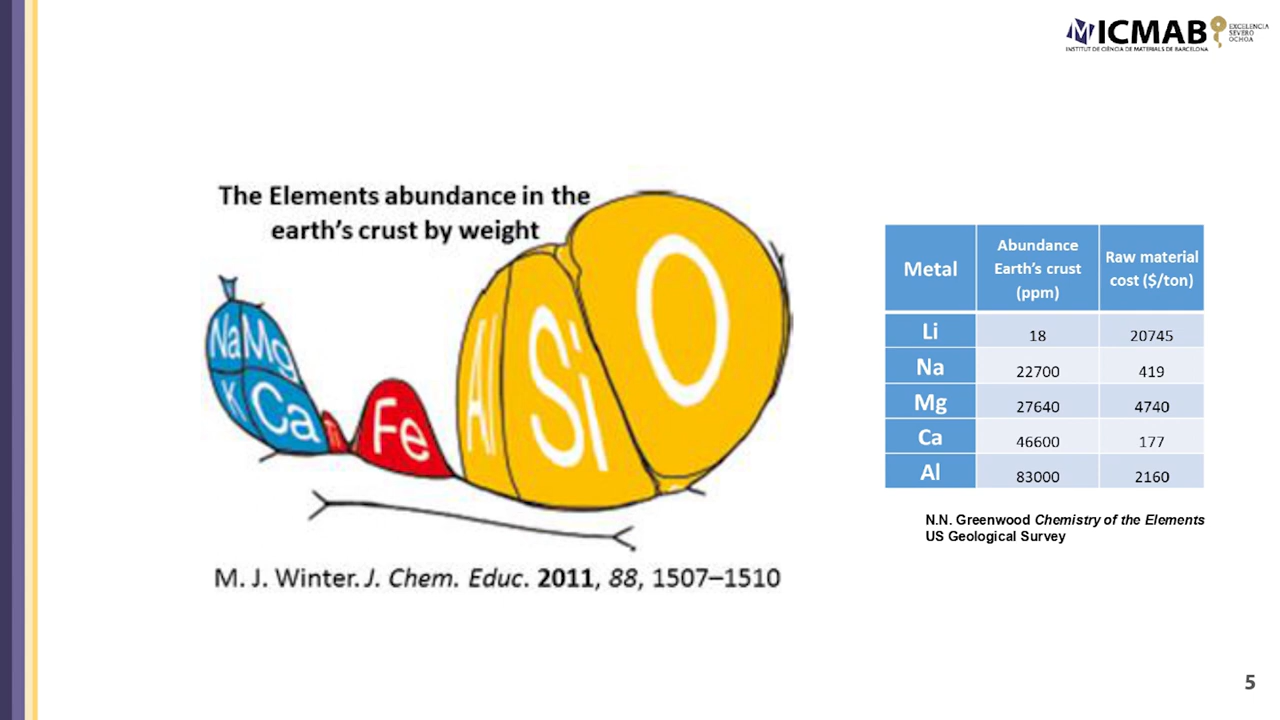 MICMAB
INSTITUT DE CIÈNCIA DE MATERIALS DE BARCELONA
EXCELENCIA
SEVERO
OCHOA
The Elements abundance in the
earth's crust by weight
Na Mg
K Ca
Fe
Al Si O
M. J. Winter. J. Chem. Educ. 2011, 88, 1507–1510
Metal Abundance Earth's crust (ppm) Raw material cost ($/ton)
Li 18 20745
Na 22700 419
Mg 27640 4740
Ca 46600 177
Al 83000 2160
N.N. Greenwood Chemistry of the Elements
US Geological Survey
5